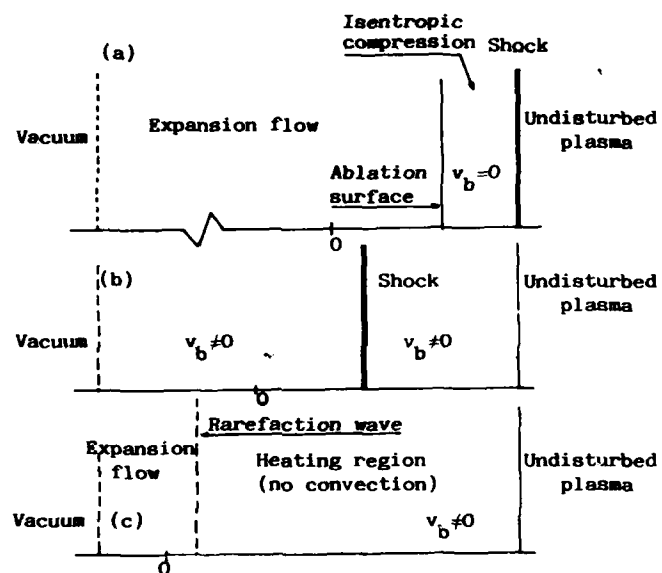 Isentropic
compression Shock
(a)
Vacuum
Expansion flow
Undisturbed
plasma
Ablation
surface
v_b=0
0
(b)
Shock
Undisturbed
plasma
Vacuum
v_b≠0
v_b≠0
0
Rarefaction wave
Expansion
flow
Heating region
(no convection)
Undisturbed
plasma
Vacuum
(c)
v_b≠0
0